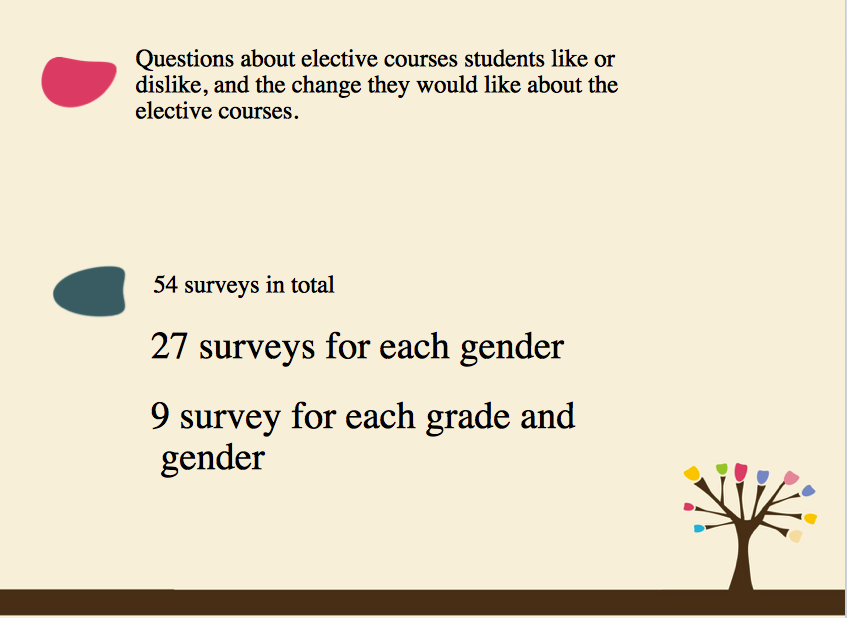 Questions about elective courses students like or
dislike, and the change they would like about the
elective courses.
54 surveys in total
27 surveys for each gender
9 survey for each grade and
gender